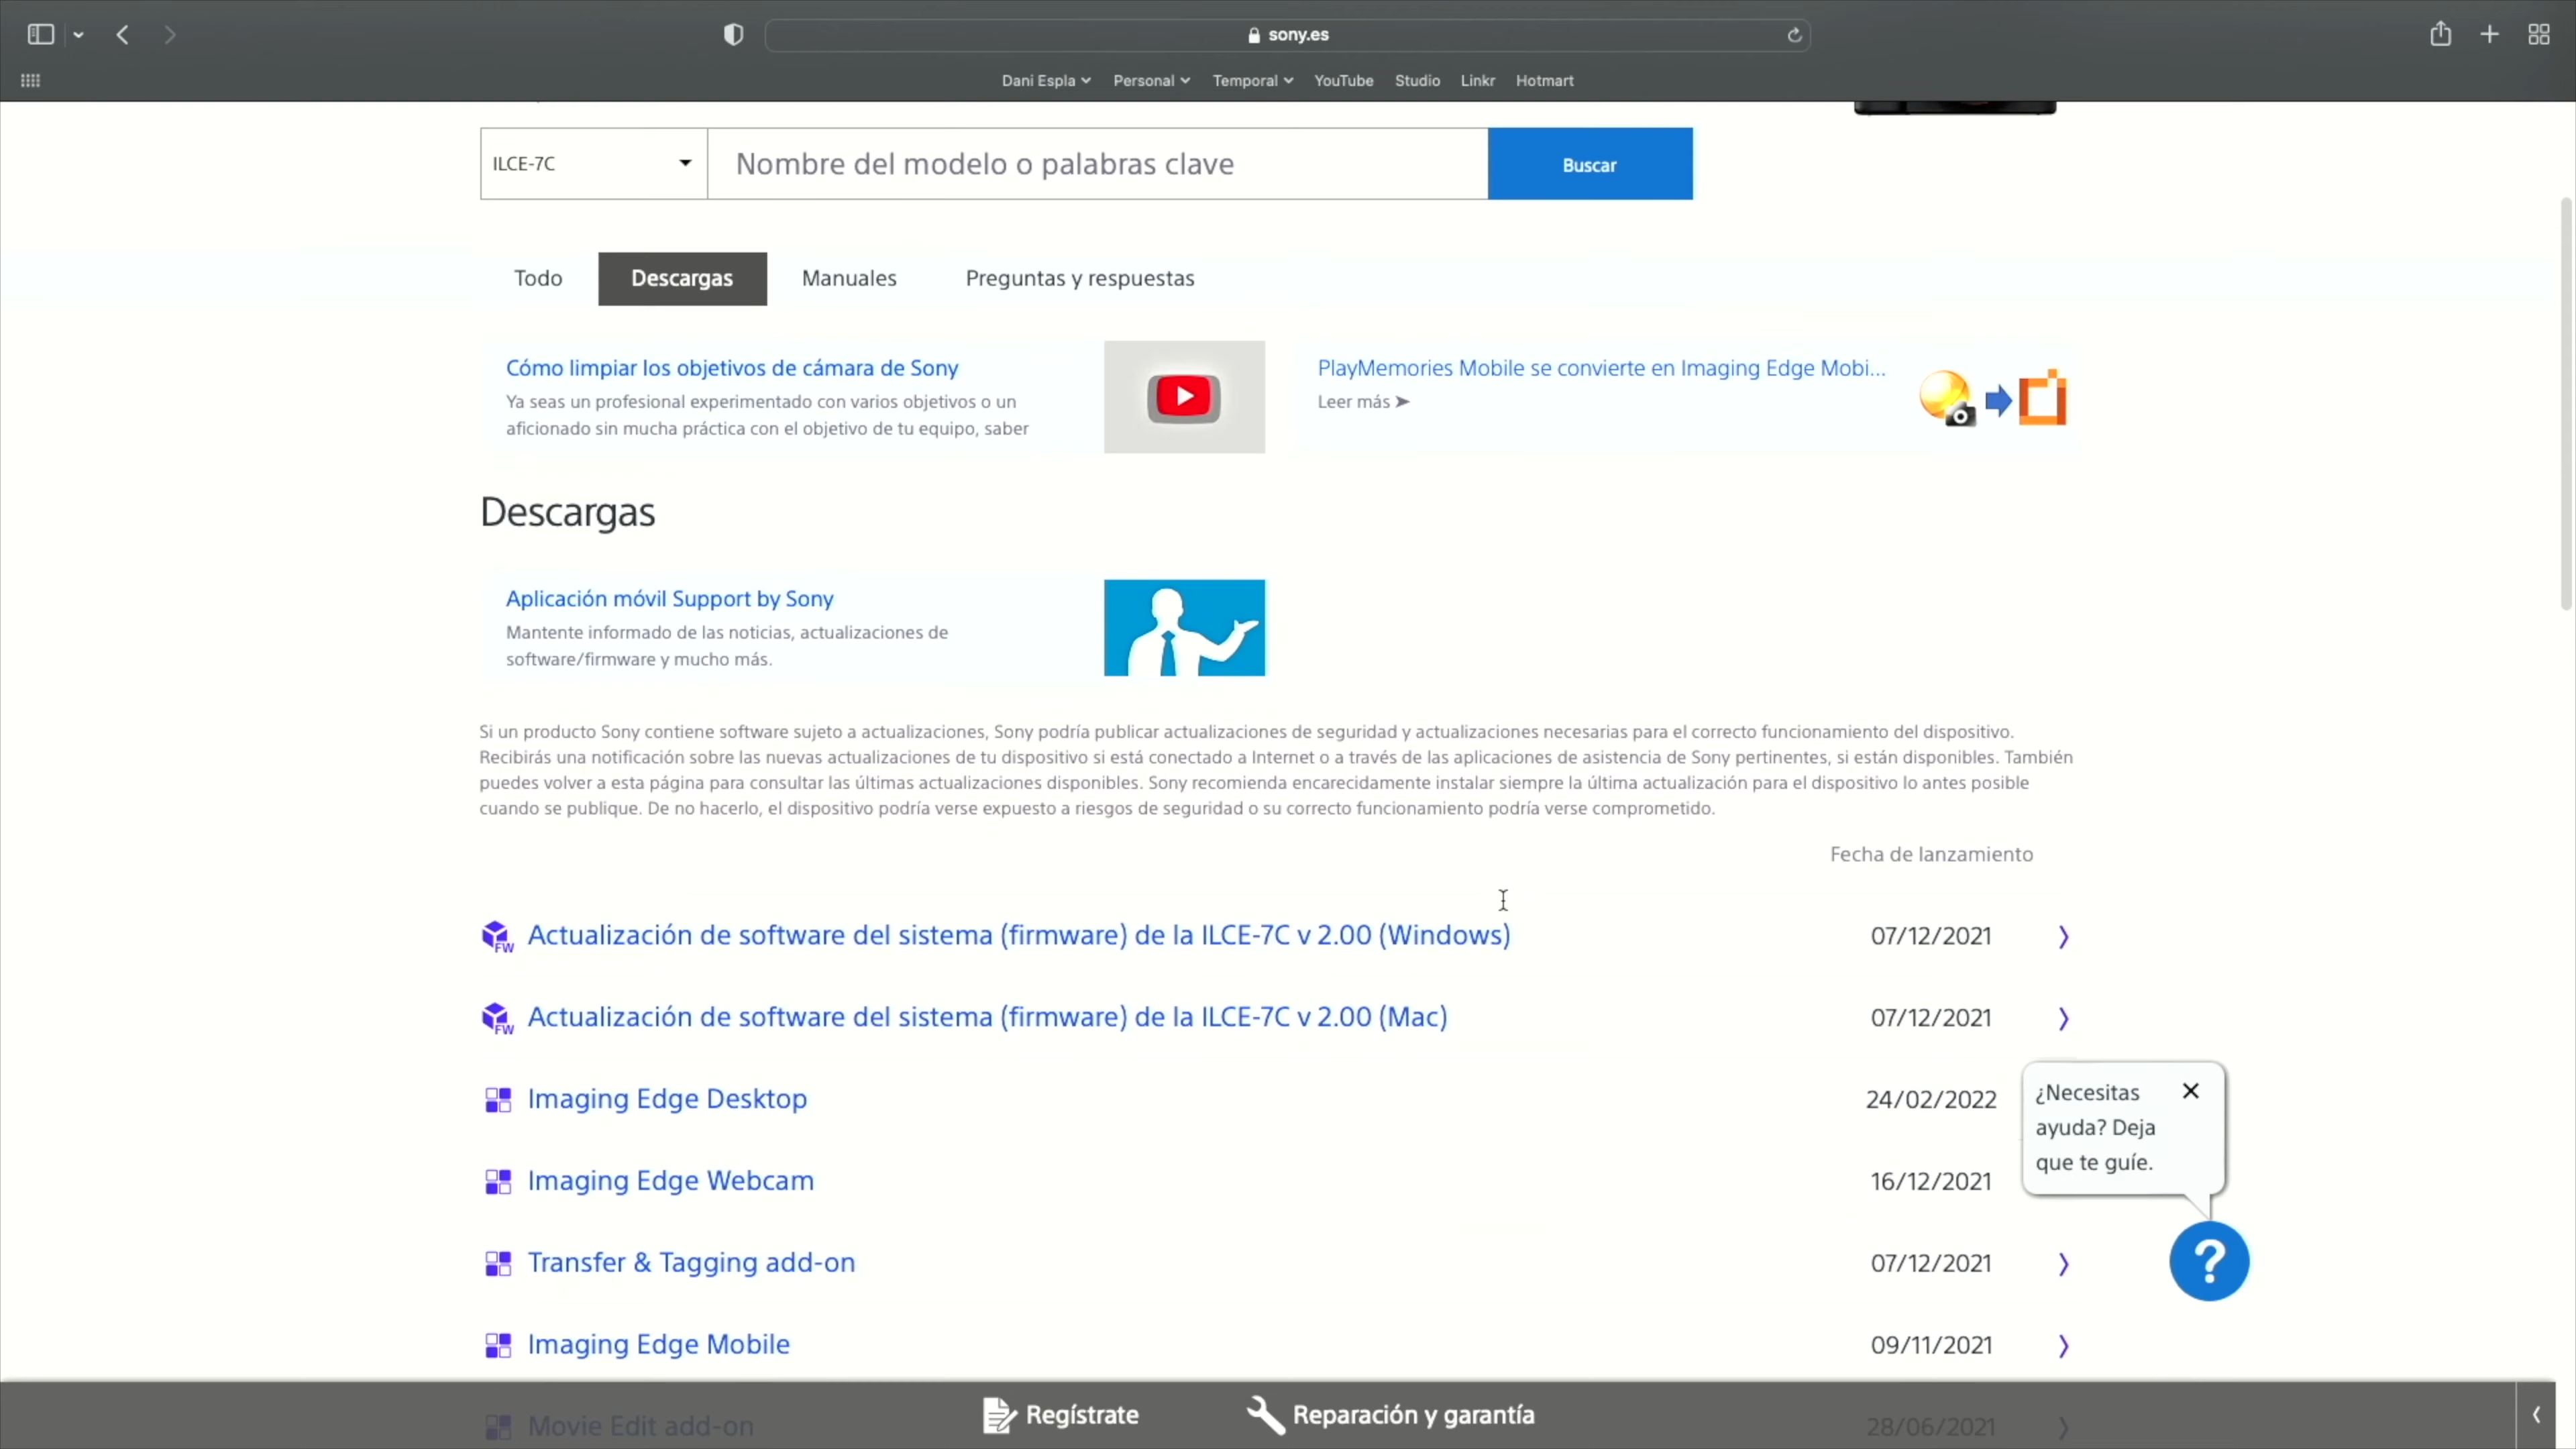 sony.es
Dani Espla Personal Temporal YouTube Studio Linkr Hotmart
ILCE-7C Nombre del modelo o palabras clave Buscar
Todo Descargas Manuales Preguntas y respuestas
Cómo limpiar los objetivos de cámara de Sony
Ya seas un profesional experimentado con varios objetivos o un
aficionado sin mucha práctica con el objetivo de tu equipo, saber
PlayMemories Mobile se convierte en Imaging Edge Mobi...
Leer más ➤
Descargas
Aplicación móvil Support by Sony
Mantente informado de las noticias, actualizaciones de
software/firmware y mucho más.
Si un producto Sony contiene software sujeto a actualizaciones, Sony podría publicar actualizaciones de seguridad y actualizaciones necesarias para el correcto funcionamiento del dispositivo.
Recibirás una notificación sobre las nuevas actualizaciones de tu dispositivo si está conectado a Internet o a través de las aplicaciones de asistencia de Sony pertinentes, si están disponibles. También
puedes volver a esta página para consultar las últimas actualizaciones disponibles. Sony recomienda encarecidamente instalar siempre la última actualización para el dispositivo lo antes posible
cuando se publique. De no hacerlo, el dispositivo podría verse expuesto a riesgos de seguridad o su correcto funcionamiento podría verse comprometido.
Fecha de lanzamiento
FW Actualización de software del sistema (firmware) de la ILCE-7C v 2.00 (Windows) 07/12/2021
FW Actualización de software del sistema (firmware) de la ILCE-7C v 2.00 (Mac) 07/12/2021
Imaging Edge Desktop 24/02/2022
Imaging Edge Webcam 16/12/2021
¿Necesitas
ayuda? Deja
que te guíe.
Transfer & Tagging add-on 07/12/2021
?
Imaging Edge Mobile 09/11/2021
Movie Edit add-on 28/06/2021
Regístrate Reparación y garantía